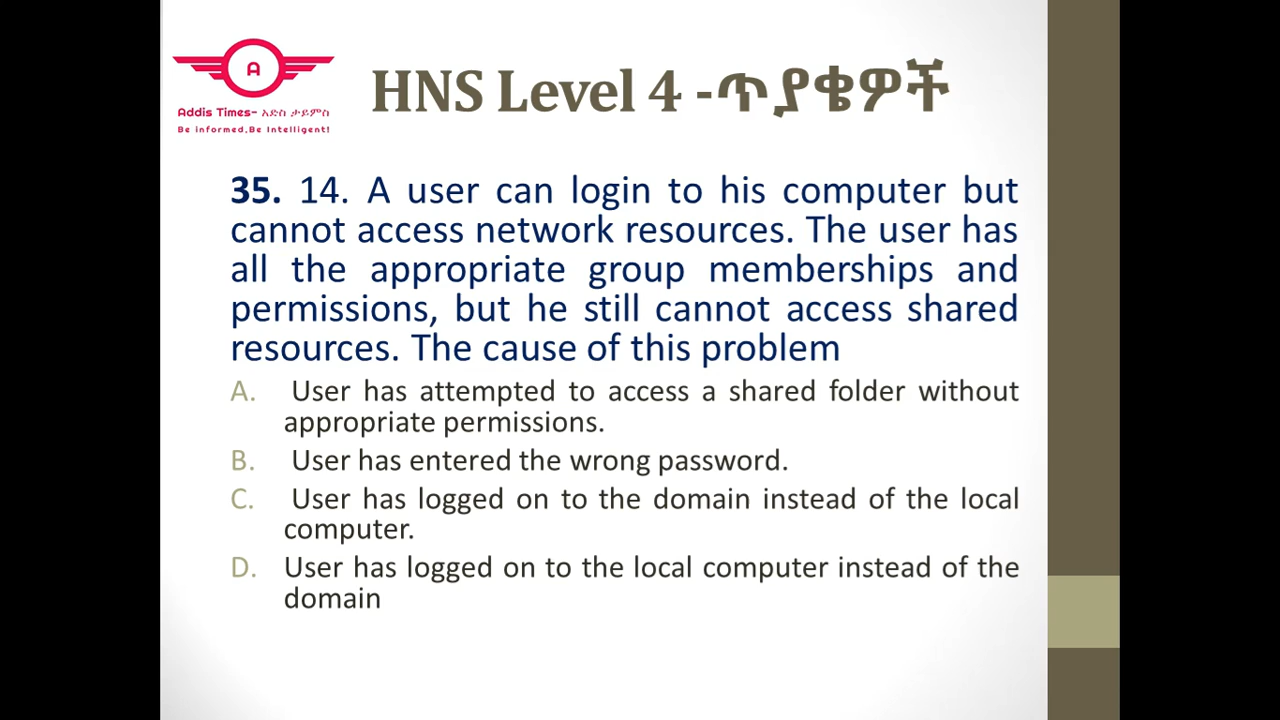 A
Addis Times- አድስ ታይምስ
Be informed,Be Intelligent!
HNS Level 4 -ጥያቄዎች
35. 14. A user can login to his computer but
cannot access network resources. The user has
all the appropriate group memberships and
permissions, but he still cannot access shared
resources. The cause of this problem
A. User has attempted to access a shared folder without
appropriate permissions.
B. User has entered the wrong password.
C. User has logged on to the domain instead of the local
computer.
D. User has logged on to the local computer instead of the
domain